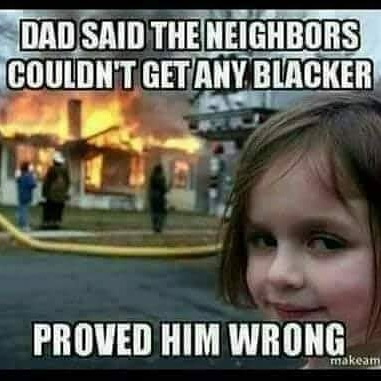 DAD SAID THE NEIGHBORS
COULDN'T GET ANY BLACKER
PROVED HIM WRONG
makeam